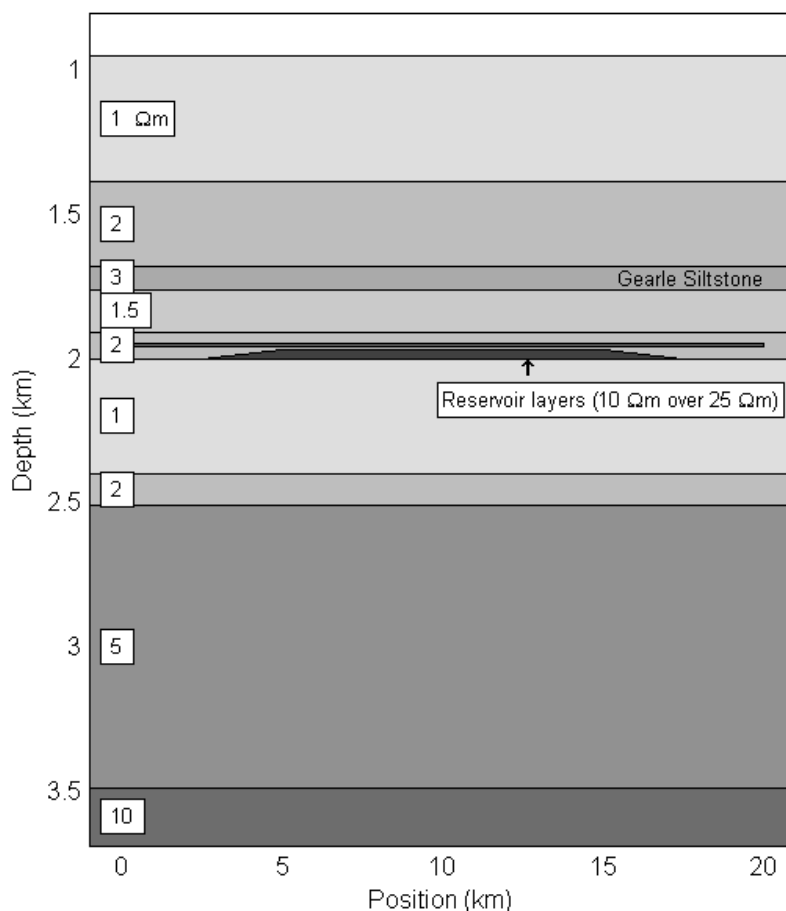 1
1 Ωm
1.5
2
3
Gearle Siltstone
1.5
2
2
Reservoir layers (10 Ωm over 25 Ωm)
1
Depth (km)
2
2.5
5
3
3.5
10
0 5 10 15 20
Position (km)